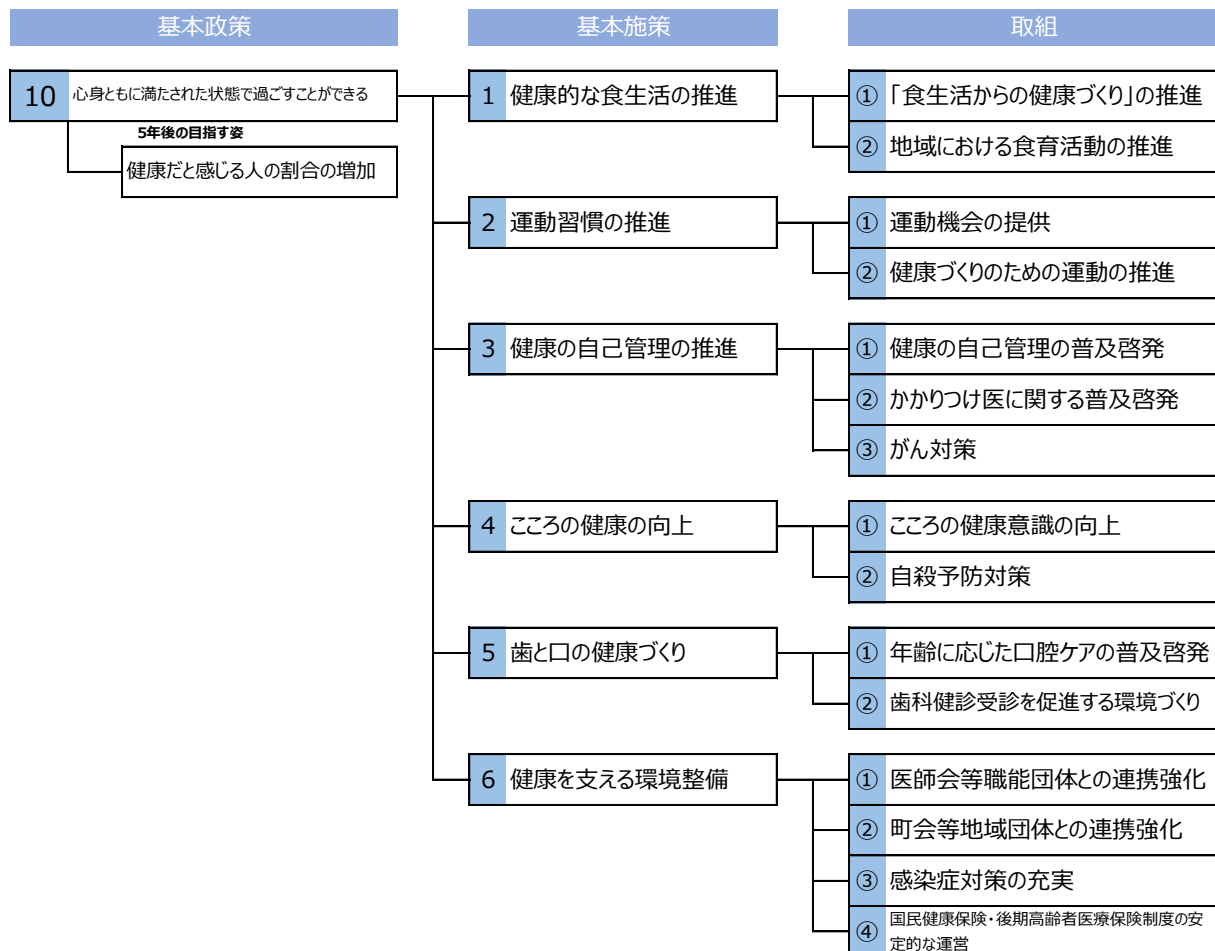 基本政策
基本施策
取組
10 心身ともに満たされた状態で過ごすことができる
5年後の目指す姿
健康だと感じる人の割合の増加
1 健康的な食生活の推進
① 「食生活からの健康づくり」の推進
② 地域における食育活動の推進
2 運動習慣の推進
① 運動機会の提供
② 健康づくりのための運動の推進
3 健康の自己管理の推進
① 健康の自己管理の普及啓発
② かかりつけ医に関する普及啓発
③ がん対策
4 こころの健康の向上
① こころの健康意識の向上
② 自殺予防対策
5 歯と口の健康づくり
① 年齢に応じた口腔ケアの普及啓発
② 歯科健診受診を促進する環境づくり
6 健康を支える環境整備
① 医師会等職能団体との連携強化
② 町会等地域団体との連携強化
③ 感染症対策の充実
④ 国民健康保険・後期高齢者医療保険制度の安
定的な運営